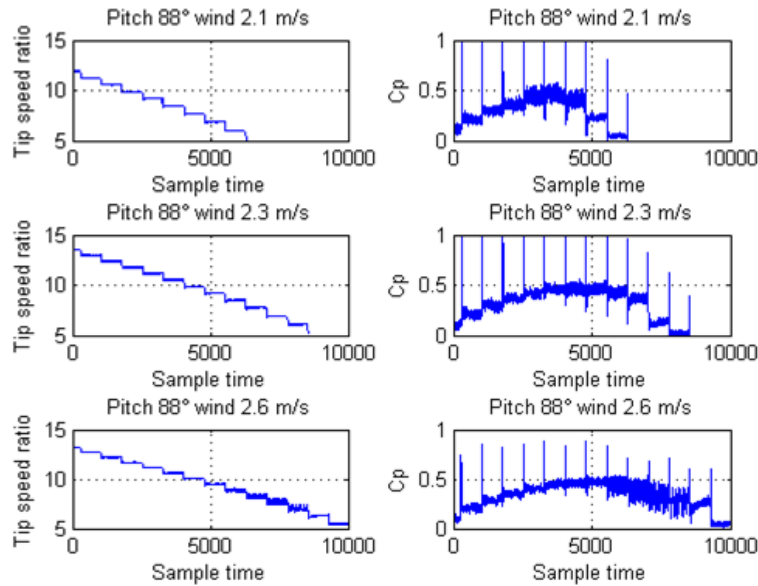 Pitch 88° wind 2.1 m/s
15
10
5
Tip speed ratio
0
5000
10000
Sample time
Pitch 88° wind 2.1 m/s
1
0.5
0
Cp
0
5000
10000
Sample time
Pitch 88° wind 2.3 m/s
15
10
5
Tip speed ratio
0
5000
10000
Sample time
Pitch 88° wind 2.3 m/s
1
0.5
0
Cp
0
5000
10000
Sample time
Pitch 88° wind 2.6 m/s
15
10
5
Tip speed ratio
0
5000
10000
Sample time
Pitch 88° wind 2.6 m/s
1
0.5
0
Cp
0
5000
10000
Sample time